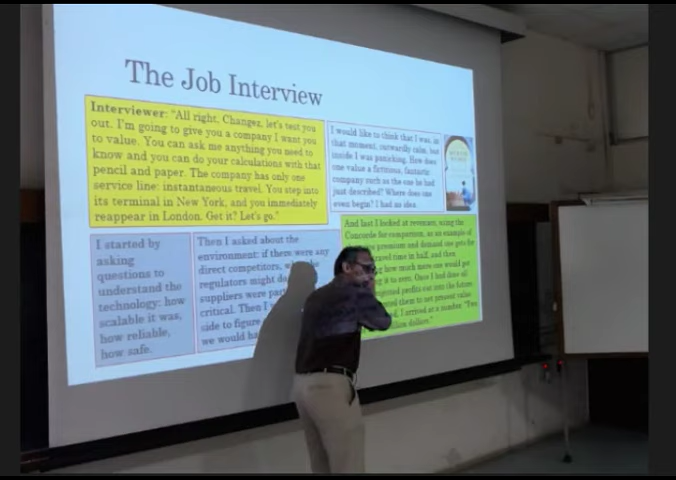 The Job Interview
Interviewer: "All right, Changez, let's test you
out. I'm going to give you a company I want you
to value. You can ask me anything you need to
know and you can do your calculations with that
pencil and paper. The company has only one
service line: instantaneous travel. You step into
its terminal in New York, and you immediately
reappear in London. Got it? Let's go."
I would like to think that I was, at
that moment, outwardly calm, but
inside I was panicking. How does
one value a fictitious, fantastic
company such as the one he had
just described? Where does one
even begin? I had no idea.
I started by
asking
questions to
understand the
technology: how
scalable it was,
how reliable,
how safe.
Then I asked about the
environment: if there were any
direct competitors,
regulators might do
suppliers were
critical. Then I
side to figure
we would
And last I looked at revenues, using the
Concorde for comparison, as an example of
premium and demand one gets for
travel time in half, and then
how much more one would get
it to zero. Once I had done all
projected profits out into the future
them to net present value
I arrived at a number. "Two
dollars."